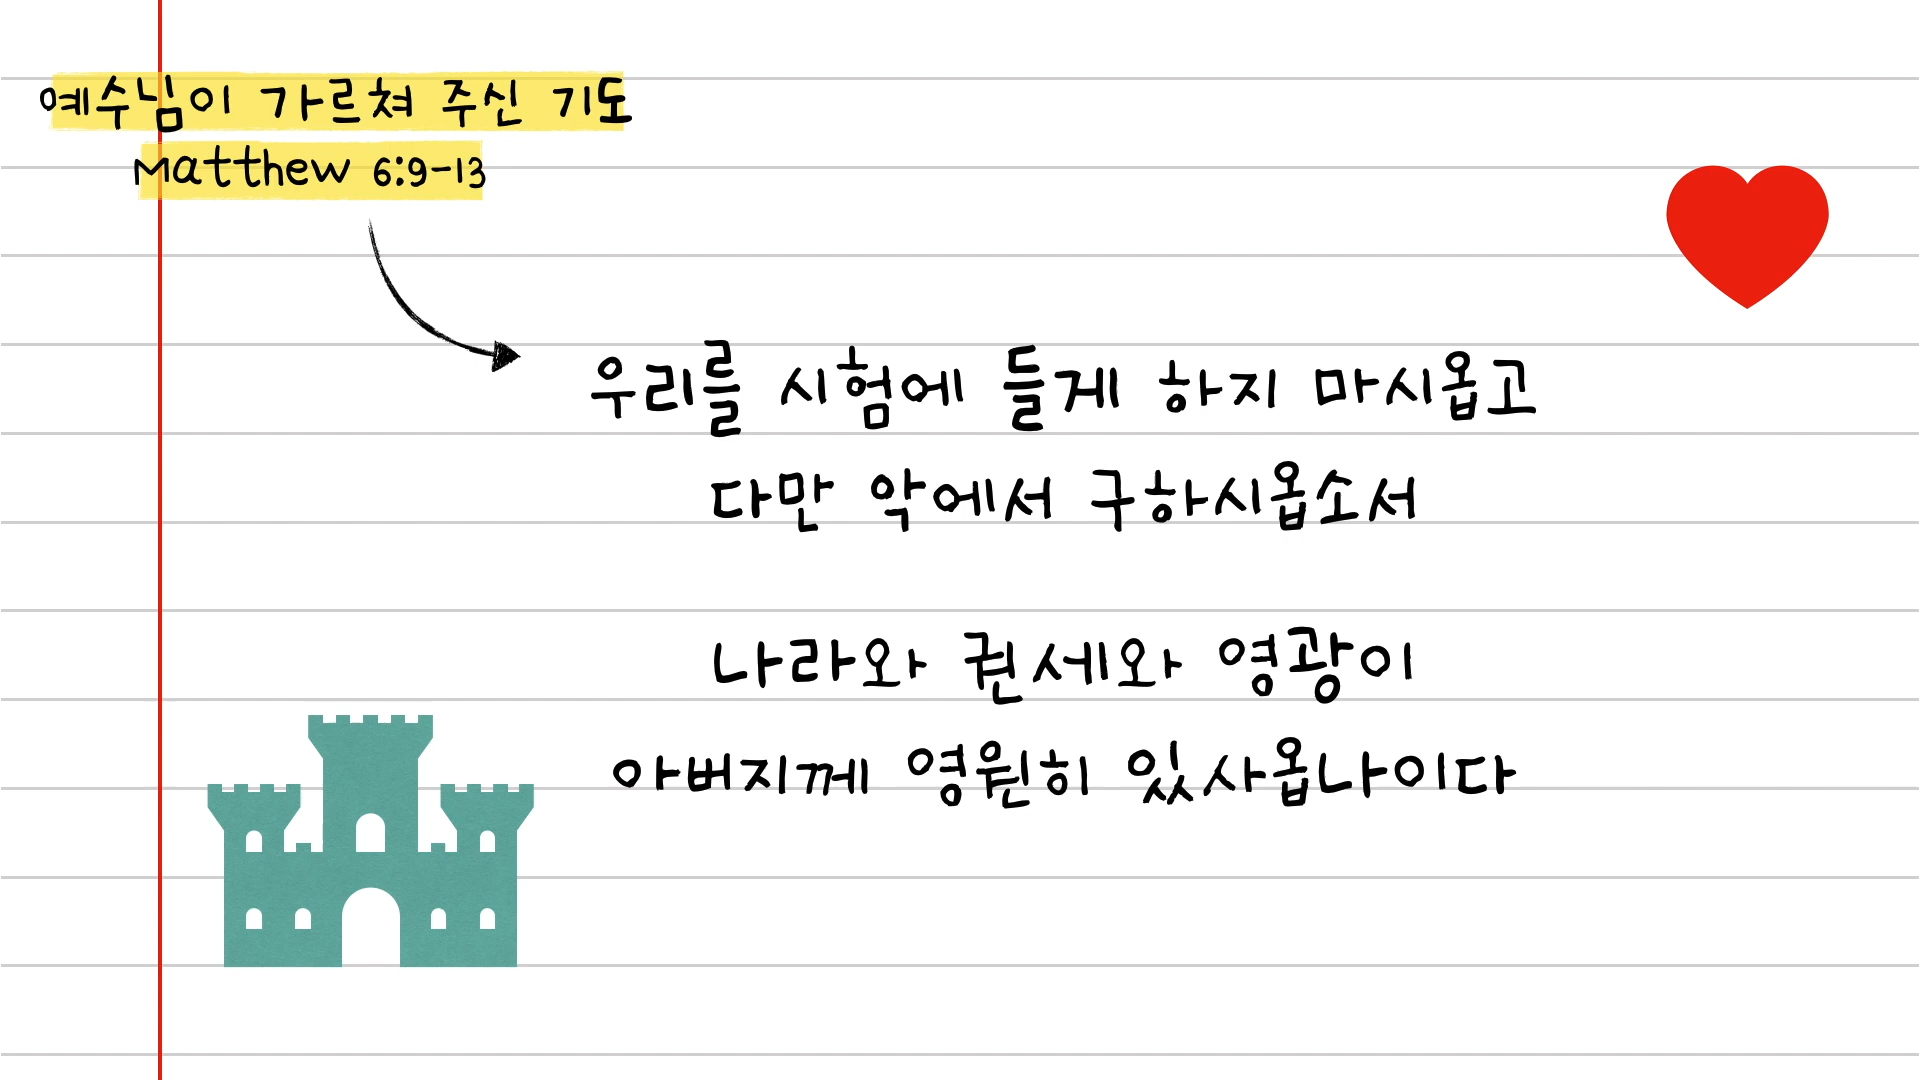 예수님이 가르쳐 주신 기도
Matthew 6:9-13
우리를 시험에 들게 하지 마시옵고
다만 악에서 구하시옵소서
나라와 권세와 영광이
아버지께 영원히 있사옵나이다